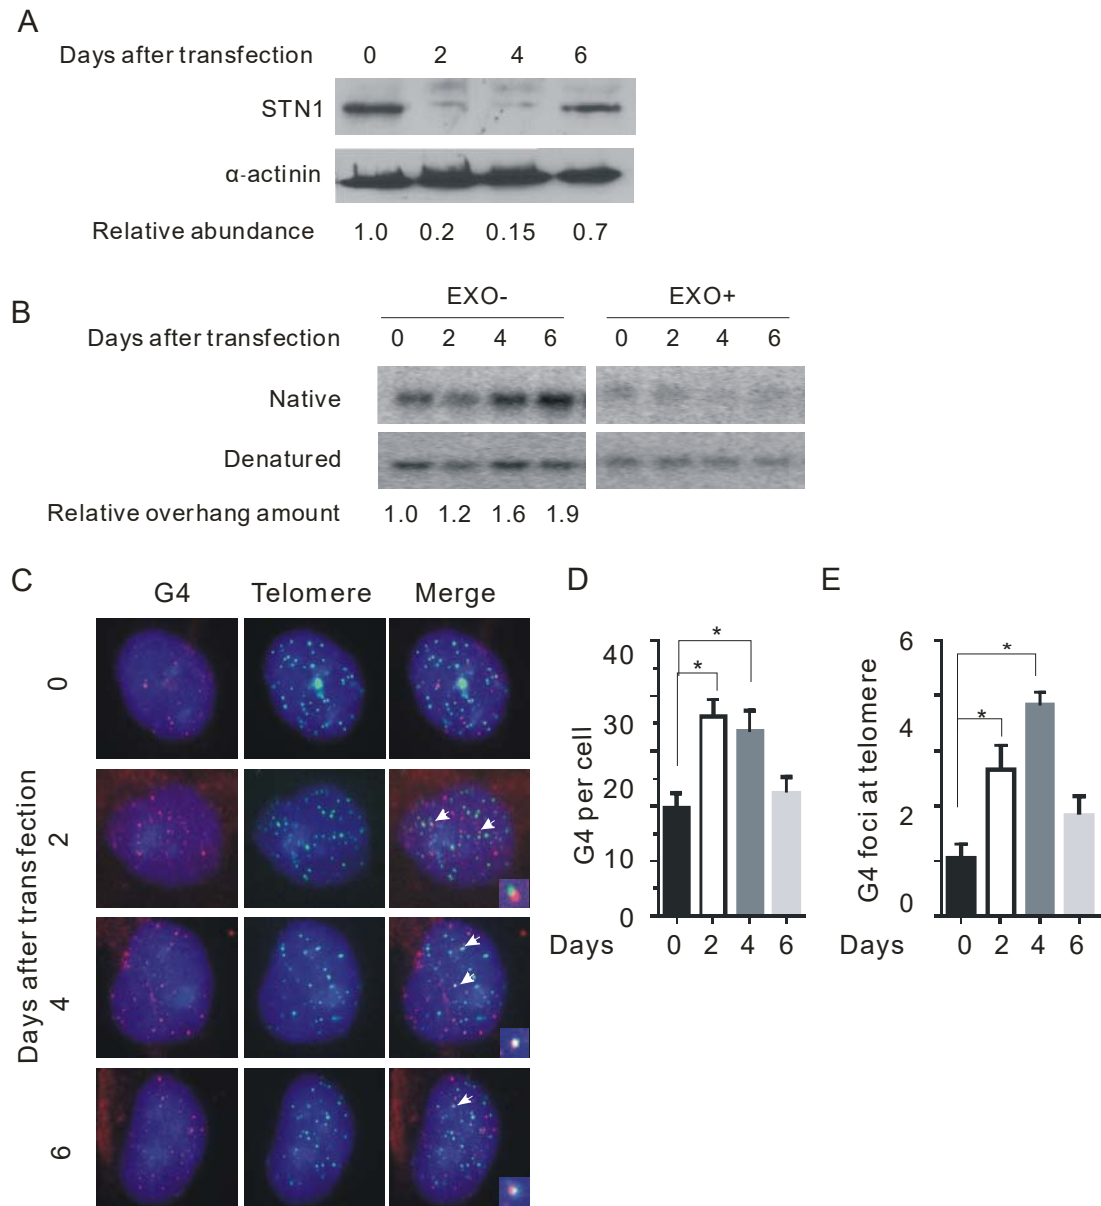 A
Days after transfection 0 2 4 6
STN1
α-actinin
Relative abundance 1.0 0.2 0.15 0.7
B
EXO- EXO+
Days after transfection 0 2 4 6 0 2 4 6
Native
Denatured
Relative overhang amount 1.0 1.2 1.6 1.9
C
G4 Telomere Merge
Days after transfection
0
2
4
6
D
G4 per cell
40
30
20
10
0
* *
Days 0 2 4 6
E
G4 foci at telomere
6
4
2
0
* *
Days 0 2 4 6